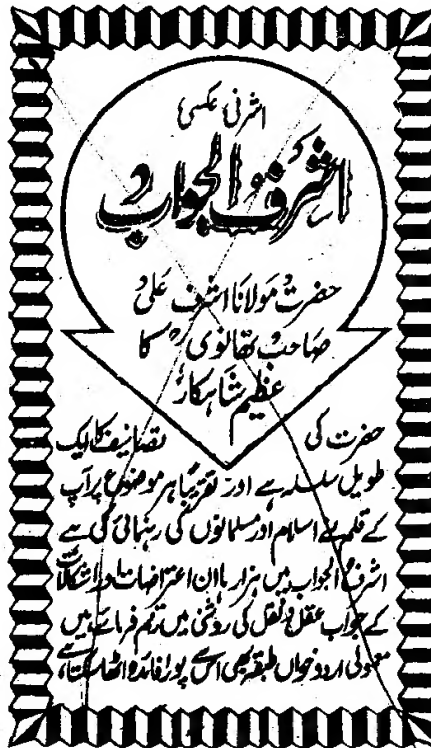 اشرفی عکسی
اشرف الجواب
حضرت مولانا اشرف علی
صاحب تھانوی کا
عظیم شاہکار
حضرت کی تصانیف کا ایک
طویل سلسلہ ہے اور تقریباً ہر موضوع پر آپ
کے قلم نے اسلام اور مسلمانوں کی رہنمائی کی ہے
اشرف الجواب میں ہزارہا ان اعتراضات اور اشکالات
کے جواب عقل و نقل کی روشنی میں رقم فرمائے ہیں
معمولی اردو خواں طبقہ بھی اس سے پورا فائدہ اٹھا سکتا ہے